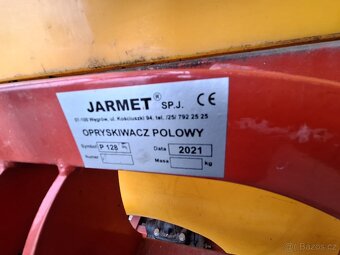 JARMET® SP.J. CE
07-100 Węgrów, ul. Kościuszki 94, tel. /25/ 792 25 25
OPRYSKIWACZ POLOWY
Symbol P 128 Data 2021
Numer Masa kg
bazos.cz